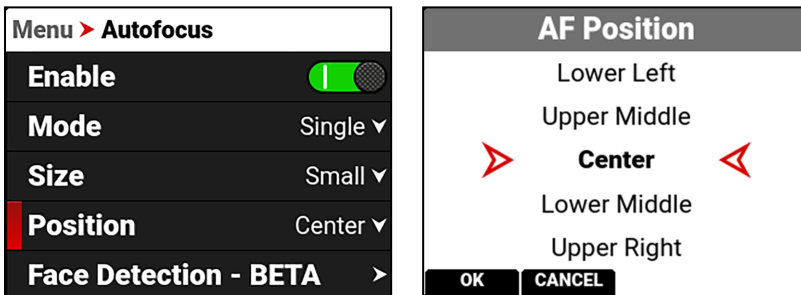 Menu > Autofocus
Enable
Mode Single
Size Small
Position Center
Face Detection - BETA >
AF Position
Lower Left
Upper Middle
Center
Lower Middle
Upper Right
OK CANCEL